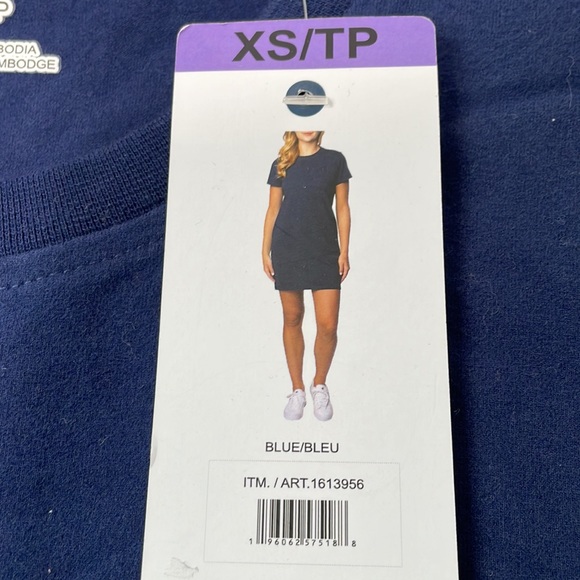 P
BODIA
MBODGE
XS/TP
BLUE/BLEU
ITM. / ART.1613956
1 96062 57518 8